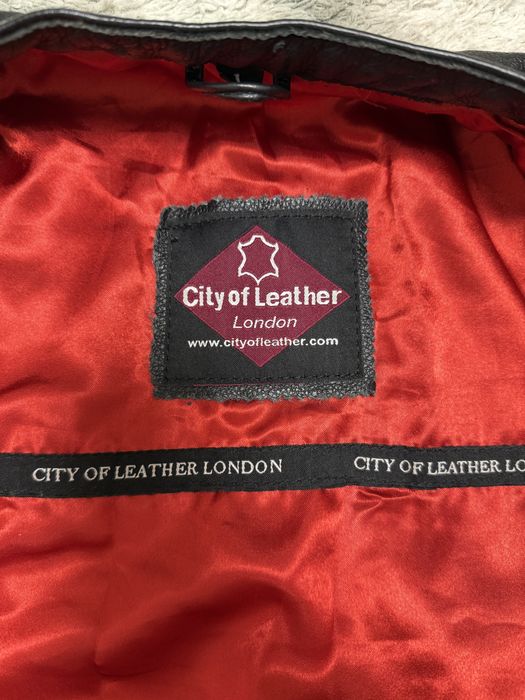 City of Leather
London
www.cityofleather.com
CITY OF LEATHER LONDON
CITY OF LEATHER LO